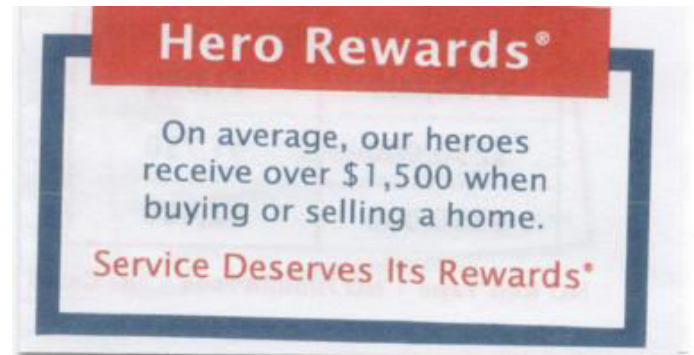 Hero Rewards®
On average, our heroes
receive over $1,500 when
buying or selling a home.
Service Deserves Its Rewards®